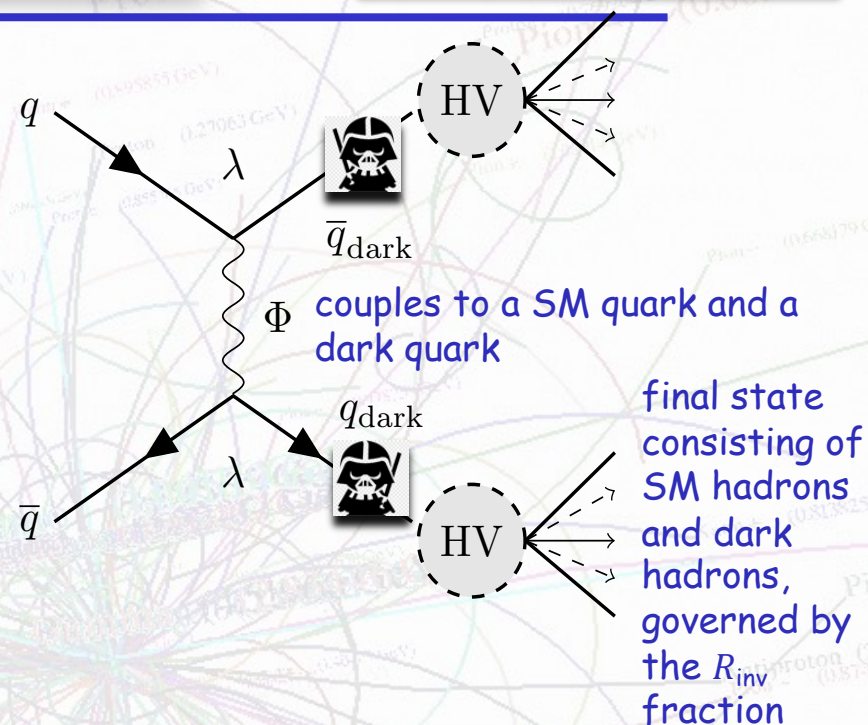 q
λ
HV
q̅dark
Φ
couples to a SM quark and a
dark quark
qdark
λ
q̅
HV
final state
consisting of
SM hadrons
and dark
hadrons,
governed by
the Rinv
fraction